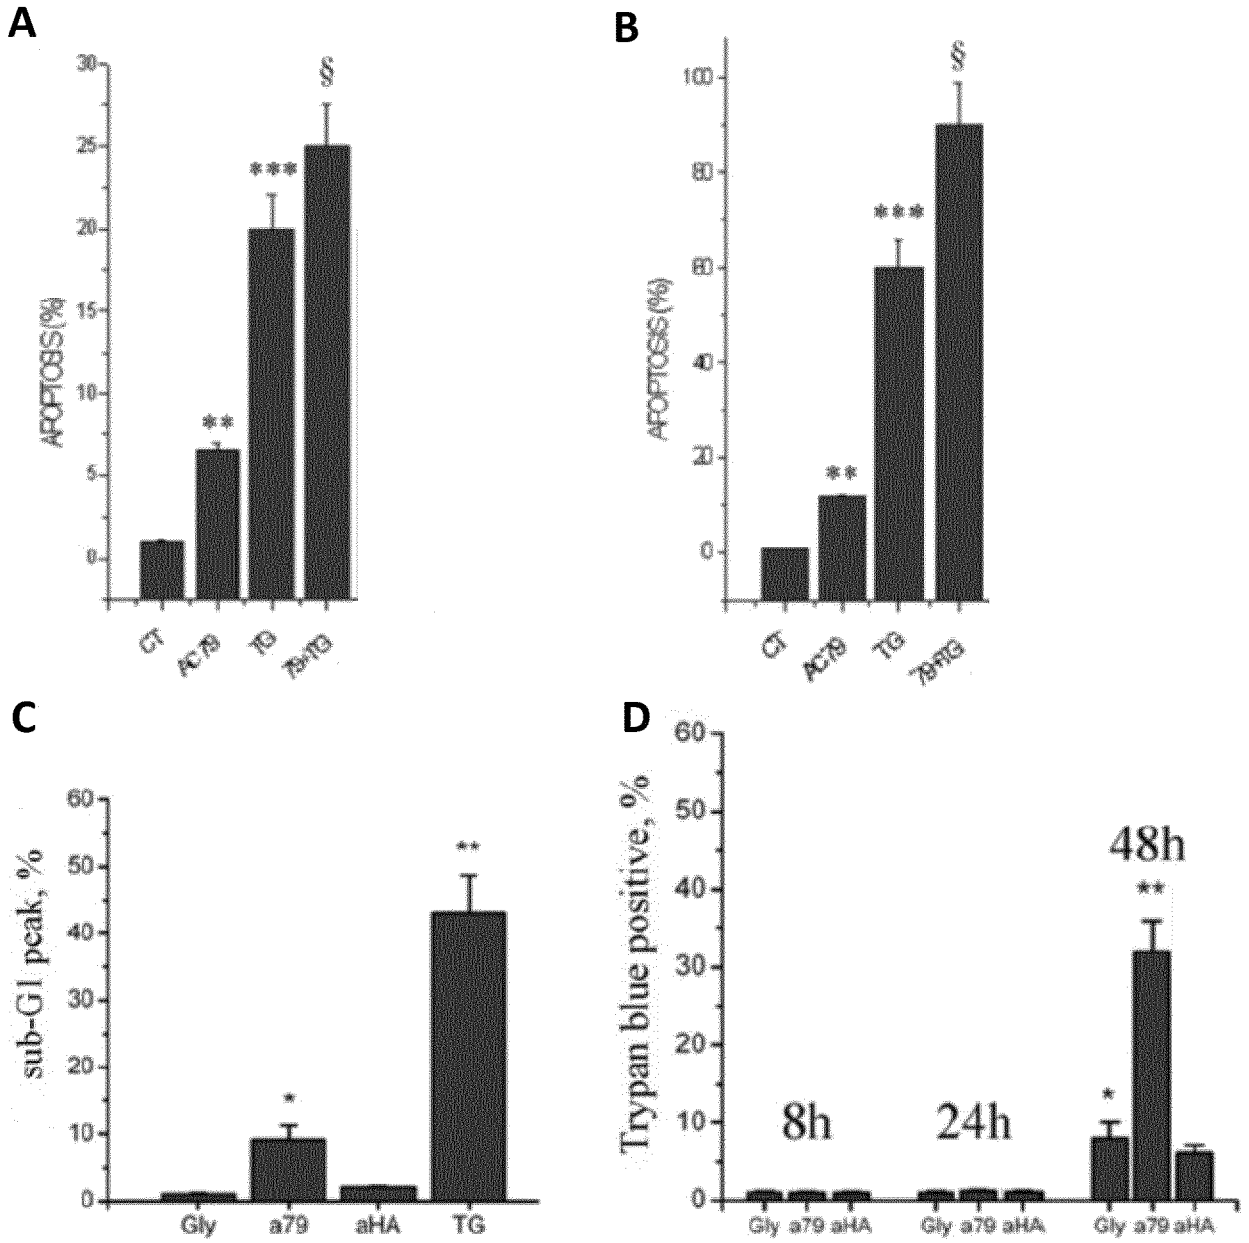 A
30
25
20
15
10
5
0
APOPTOSIS (%)
**
***
§
CT
AC79
TG
79+TG
B
100
80
60
40
20
0
APOPTOSIS (%)
**
***
§
CT
AC79
TG
79+TG
C
60
50
40
30
20
10
0
sub-G1 peak, %
*
**
Gly a79 aHA TG
D
60
50
40
30
20
10
0
Trypan blue positive, %
8h 24h 48h
*
**
Gly a79 aHA Gly a79 aHA Gly a79 aHA